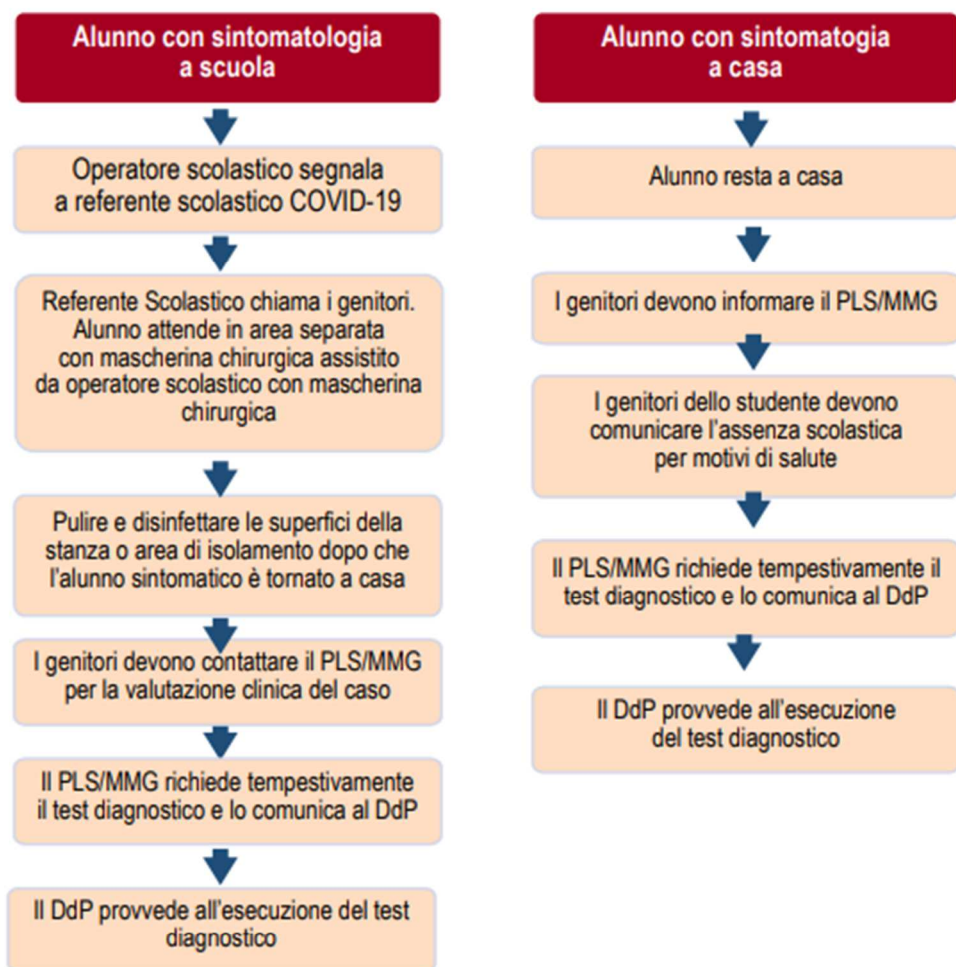 Alunno con sintomatologia
a scuola
Operatore scolastico segnala
a referente scolastico COVID-19
Referente Scolastico chiama i genitori.
Alunno attende in area separata
con mascherina chirurgica assistito
da operatore scolastico con mascherina
chirurgica
Pulire e disinfettare le superfici della
stanza o area di isolamento dopo che
l'alunno sintomatico è tornato a casa
I genitori devono contattare il PLS/MMG
per la valutazione clinica del caso
Il PLS/MMG richiede tempestivamente
il test diagnostico e lo comunica al DdP
Il DdP provvede all'esecuzione del test
diagnostico
Alunno con sintomatogia
a casa
Alunno resta a casa
I genitori devono informare il PLS/MMG
I genitori dello studente devono
comunicare l'assenza scolastica
per motivi di salute
Il PLS/MMG richiede tempestivamente il
test diagnostico e lo comunica al DdP
Il DdP provvede all'esecuzione
del test diagnostico